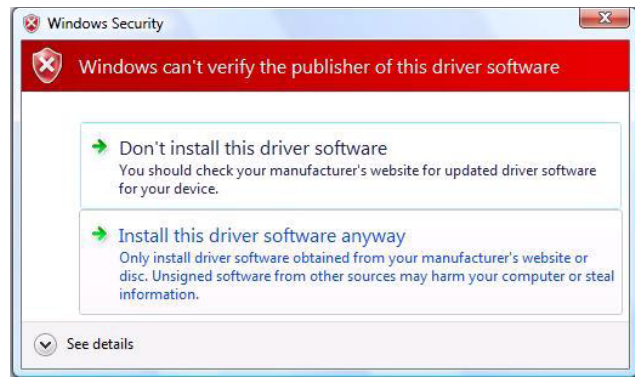 Windows Security
Windows can't verify the publisher of this driver software
Don't install this driver software
You should check your manufacturer's website for updated driver software
for your device.
Install this driver software anyway
Only install driver software obtained from your manufacturer's website or
disc. Unsigned software from other sources may harm your computer or steal
information.
See details